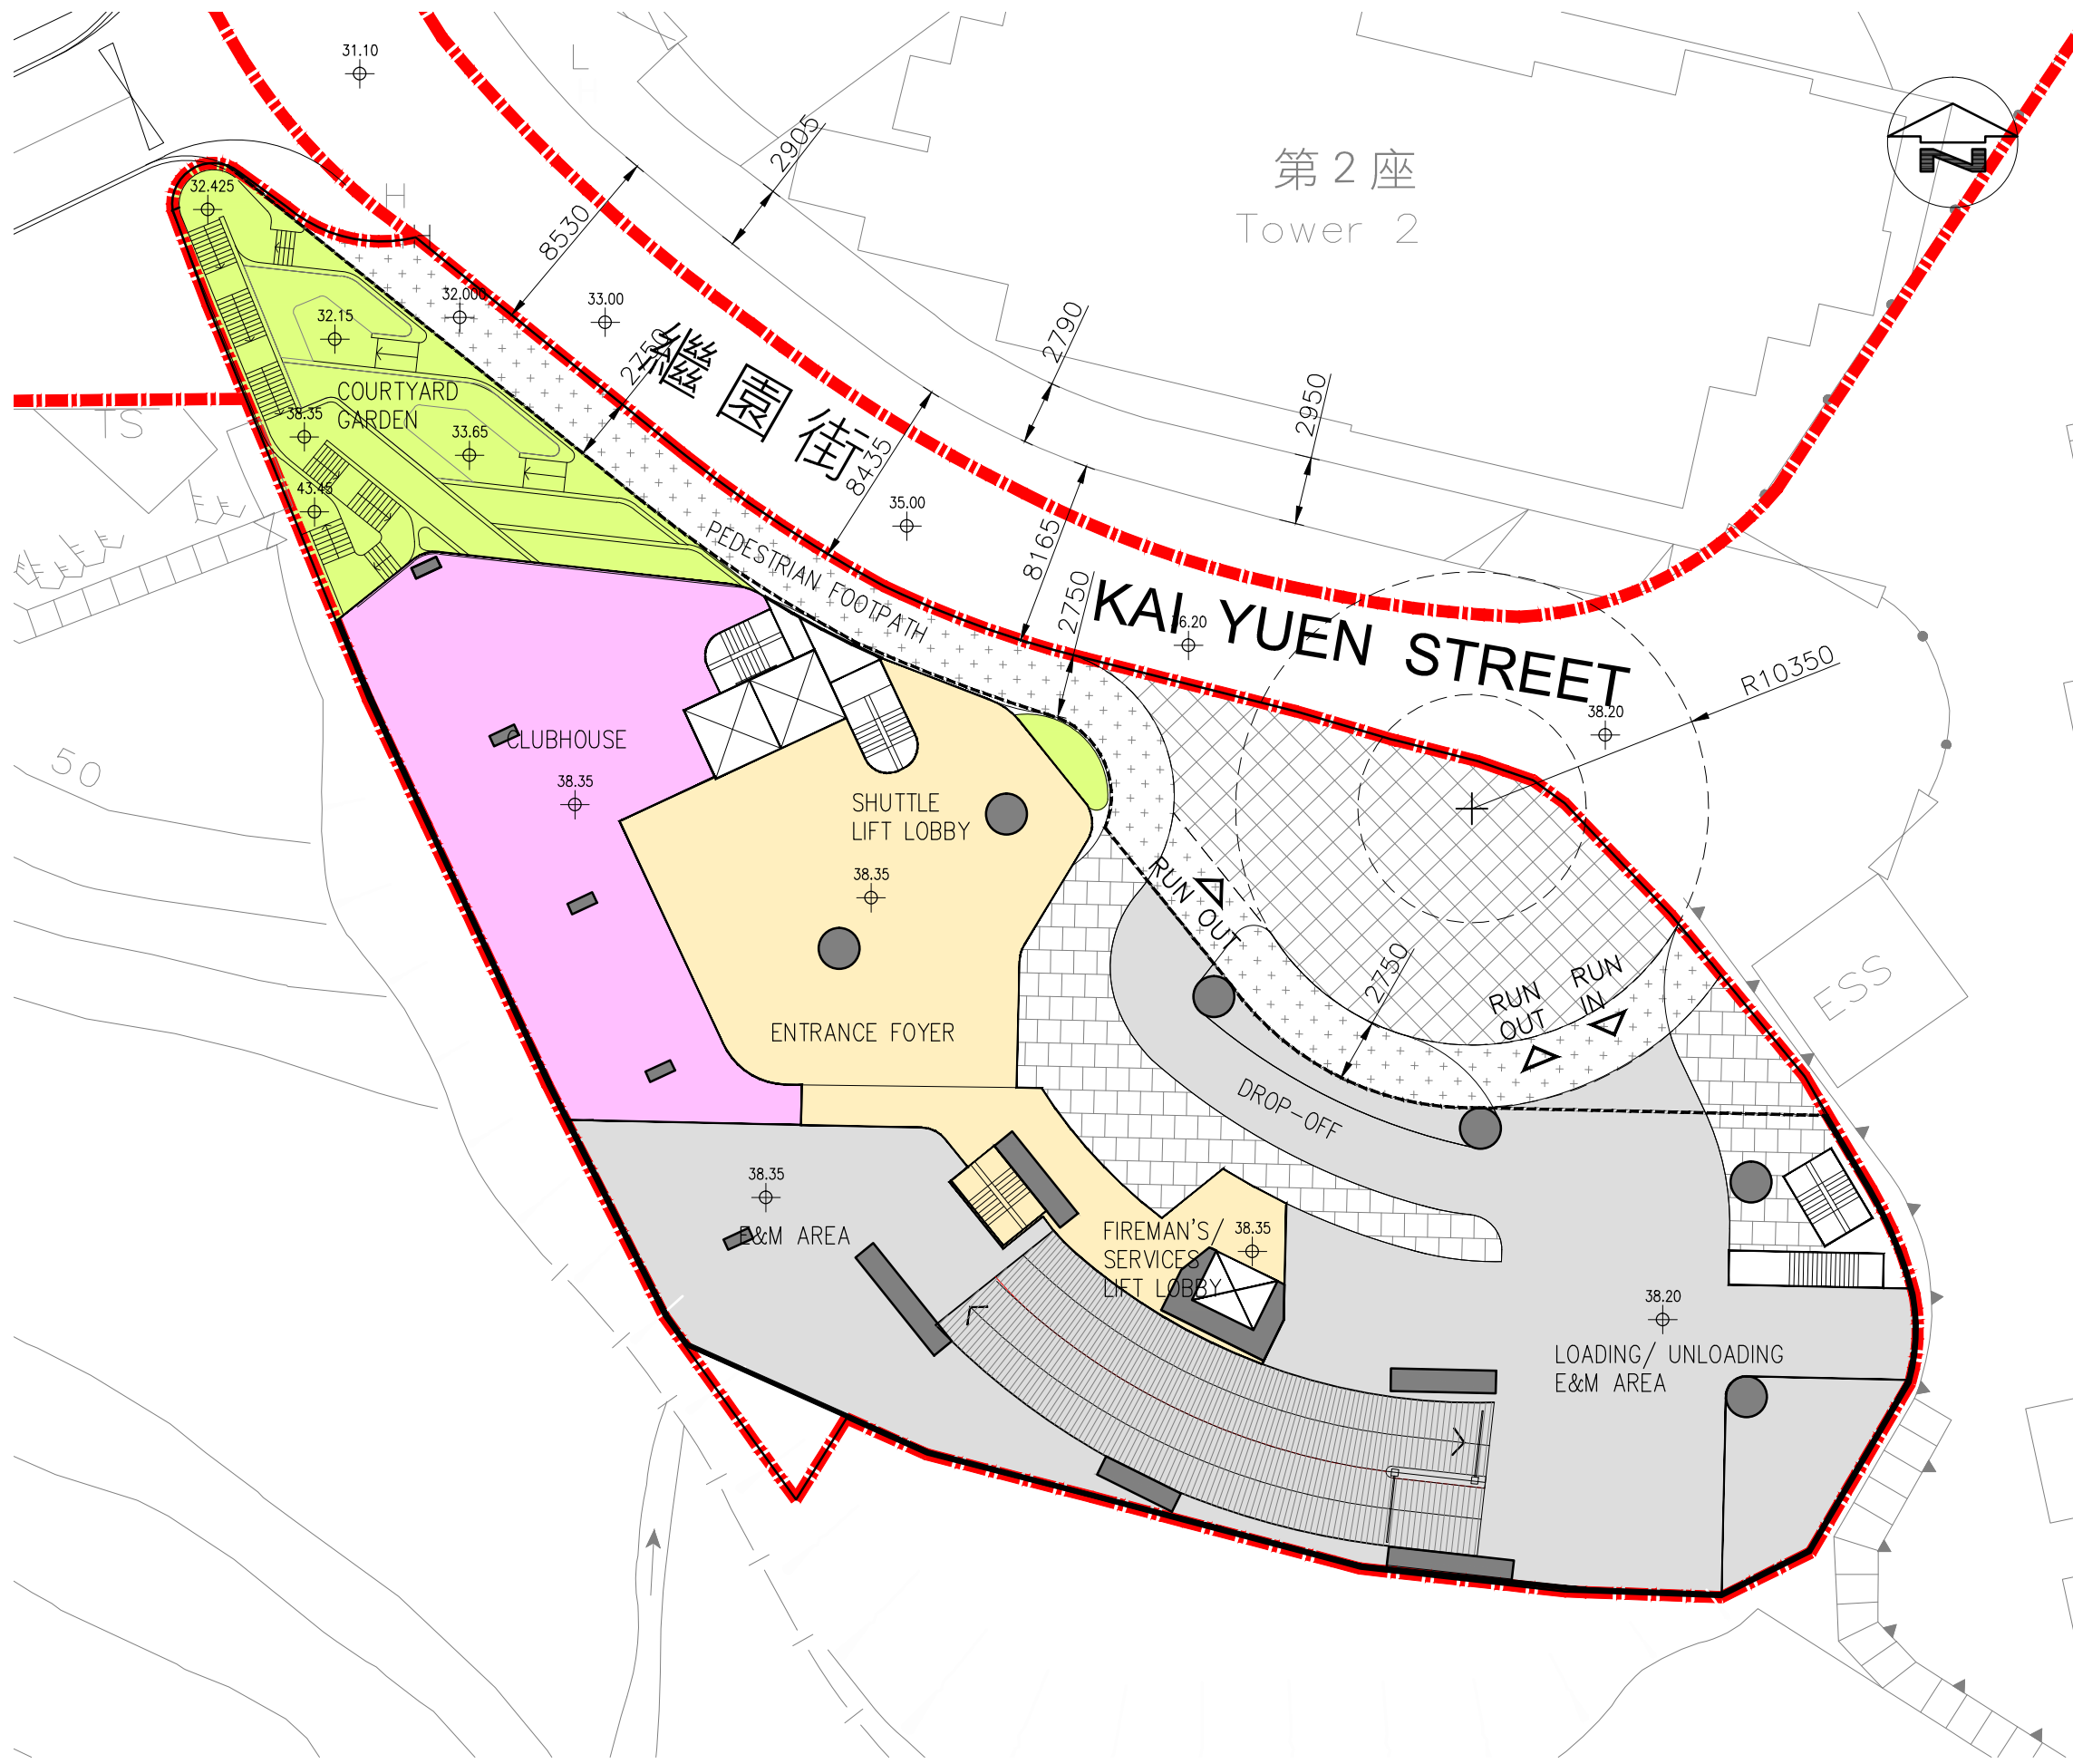 31.10
L
H
H
H
2905
8530
第2座
Tower 2
32.425
32.000
33.00
32.15
2750
繼園街
2790
2950
COURTYARD
GARDEN
TS
38.35
33.65
43.45
8435
35.00
8165
PEDESTRIAN FOOTPATH
2750
KAI YUEN STREET
36.20
R10350
38.20
50
CLUBHOUSE
38.35
SHUTTLE
LIFT LOBBY
38.35
RUN OUT
2750
RUN
IN
RUN
OUT
ESS
ENTRANCE FOYER
DROP-OFF
38.35
E&M AREA
FIREMAN'S/
SERVICES
LIFT LOBBY
38.35
38.20
LOADING/ UNLOADING
E&M AREA